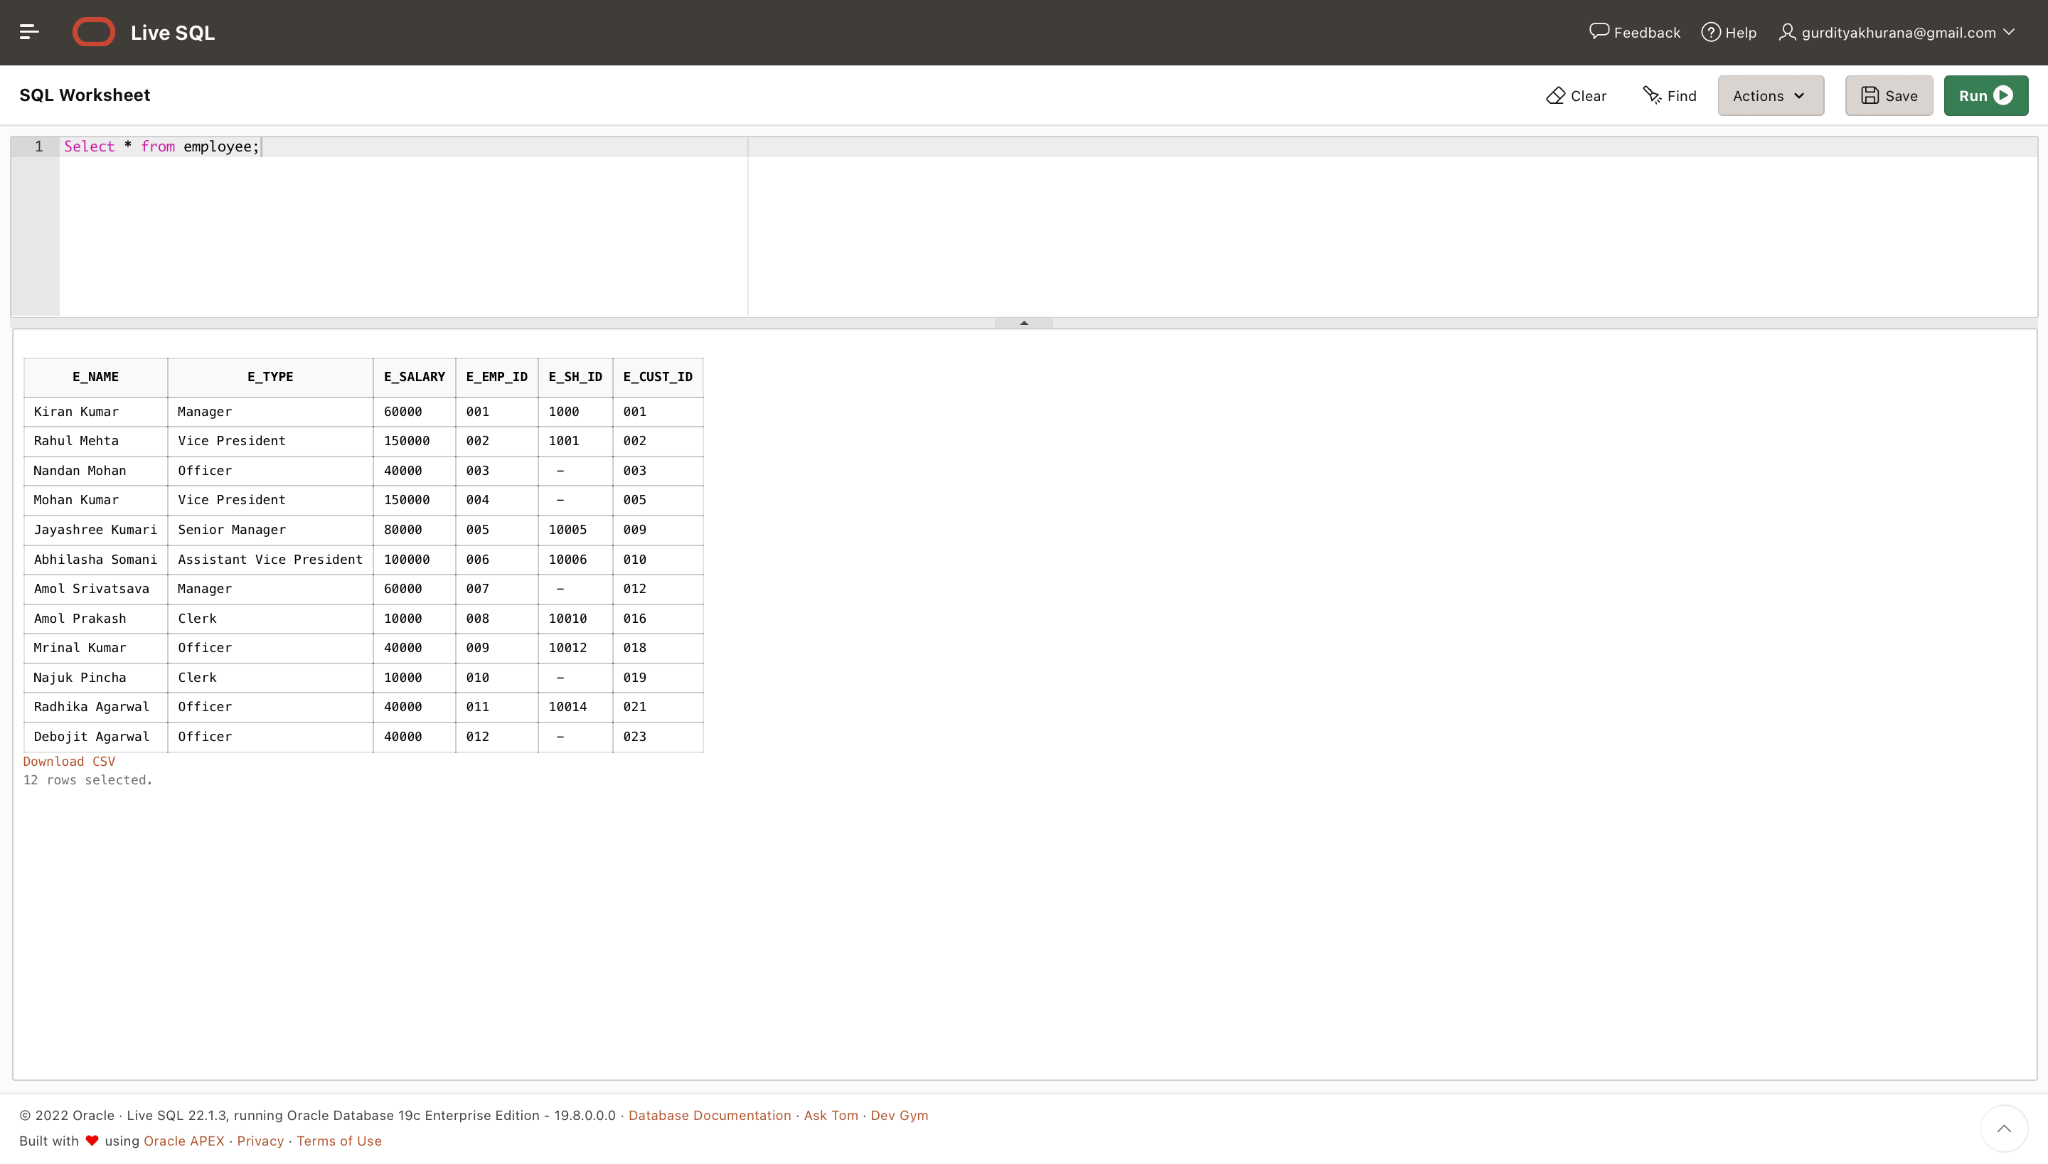 Live SQL
Feedback Help gurdityakhurana@gmail.com
SQL Worksheet
Clear Find Actions Save Run
1 Select * from employee;
E_NAME E_TYPE E_SALARY E_EMP_ID E_SH_ID E_CUST_ID
Kiran Kumar Manager 60000 001 1000 001
Rahul Mehta Vice President 150000 002 1001 002
Nandan Mohan Officer 40000 003 - 003
Mohan Kumar Vice President 150000 004 - 005
Jayashree Kumari Senior Manager 80000 005 10005 009
Abhilasha Somani Assistant Vice President 100000 006 10006 010
Amol Srivatsava Manager 60000 007 - 012
Amol Prakash Clerk 10000 008 10010 016
Mrinal Kumar Officer 40000 009 10012 018
Najuk Pincha Clerk 10000 010 - 019
Radhika Agarwal Officer 40000 011 10014 021
Debojit Agarwal Officer 40000 012 - 023
Download CSV
12 rows selected.
© 2022 Oracle · Live SQL 22.1.3, running Oracle Database 19c Enterprise Edition - 19.8.0.0.0 · Database Documentation · Ask Tom · Dev Gym
Built with ♥ using Oracle APEX · Privacy · Terms of Use